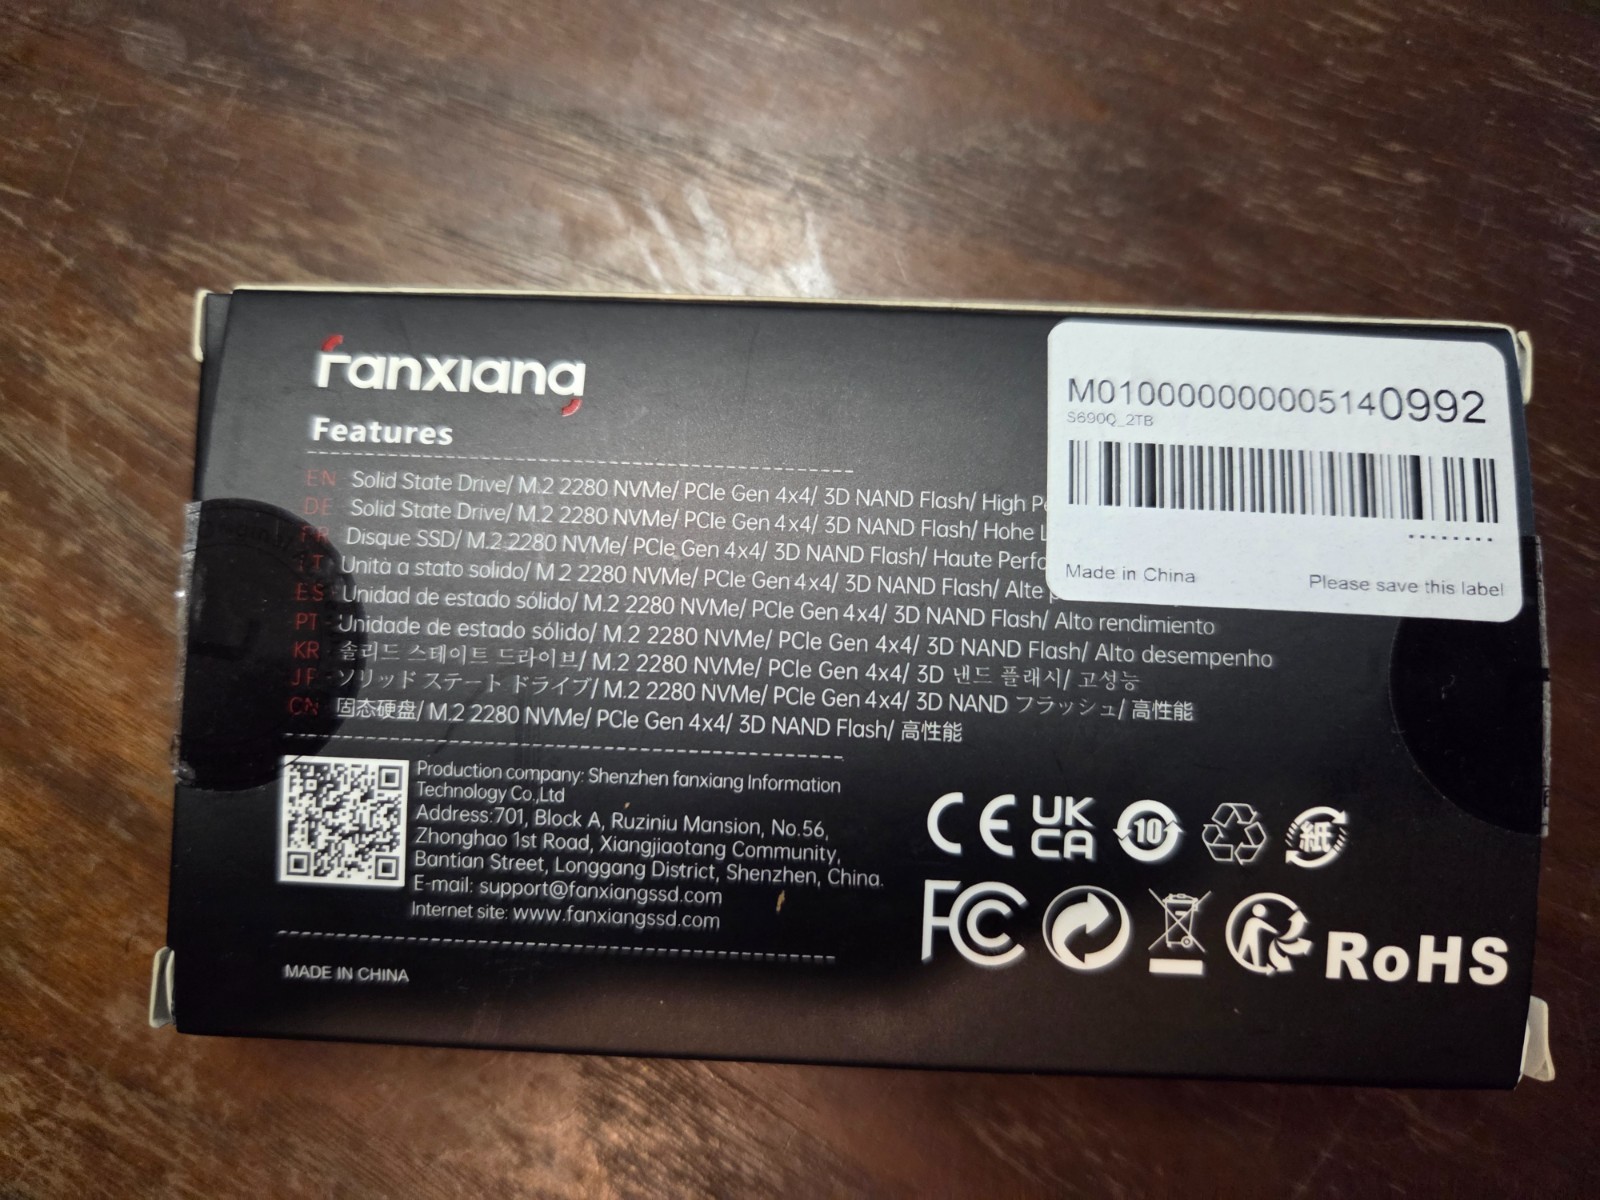 fanxiang
Features
EN Solid State Drive/ M.2 2280 NVMe/ PCIe Gen 4x4/ 3D NAND Flash/ High
DE Solid State Drive/ M.2 2280 NVMe/ PCIe Gen 4x4/ 3D NAND Flash/ Hohe
FR Disque SSD/ M.2 2280 NVMe/ PCIe Gen 4x4/ 3D NAND Flash/ Haute
IT Unità a stato solido/ M.2 2280 NVMe/ PCIe Gen 4x4/ 3D NAND Flash/ Alte
ES Unidad de estado sólido/ M.2 2280 NVMe/ PCIe Gen 4x4/ 3D NAND Flash/ Alto rendimiento
PT Unidade de estado sólido/ M.2 2280 NVMe/ PCIe Gen 4x4/ 3D NAND Flash/ Alto desempenho
KR 솔리드 스테이트 드라이브/ M.2 2280 NVMe/ PCIe Gen 4x4/ 3D 낸드 플래시/ 고성능
JP ソリッド ステート ドライブ/ M.2 2280 NVMe/ PCIe Gen 4x4/ 3D NAND フラッシュ/ 高性能
CN 固态硬盘/ M.2 2280 NVMe/ PCIe Gen 4x4/ 3D NAND Flash/ 高性能
M0100000000005140992
S690Q_2TB
Made in China
Please save this label
Production company: Shenzhen fanxiang Information
Technology Co.,Ltd
Address:701, Block A, Ruziniu Mansion, No.56,
Zhonghao 1st Road, Xiangjiaotang Community,
Bantian Street, Longgang District, Shenzhen, China.
E-mail: support@fanxiangssd.com
Internet site: www.fanxiangssd.com
MADE IN CHINA
CE UK CA 10 紙
FC RoHS